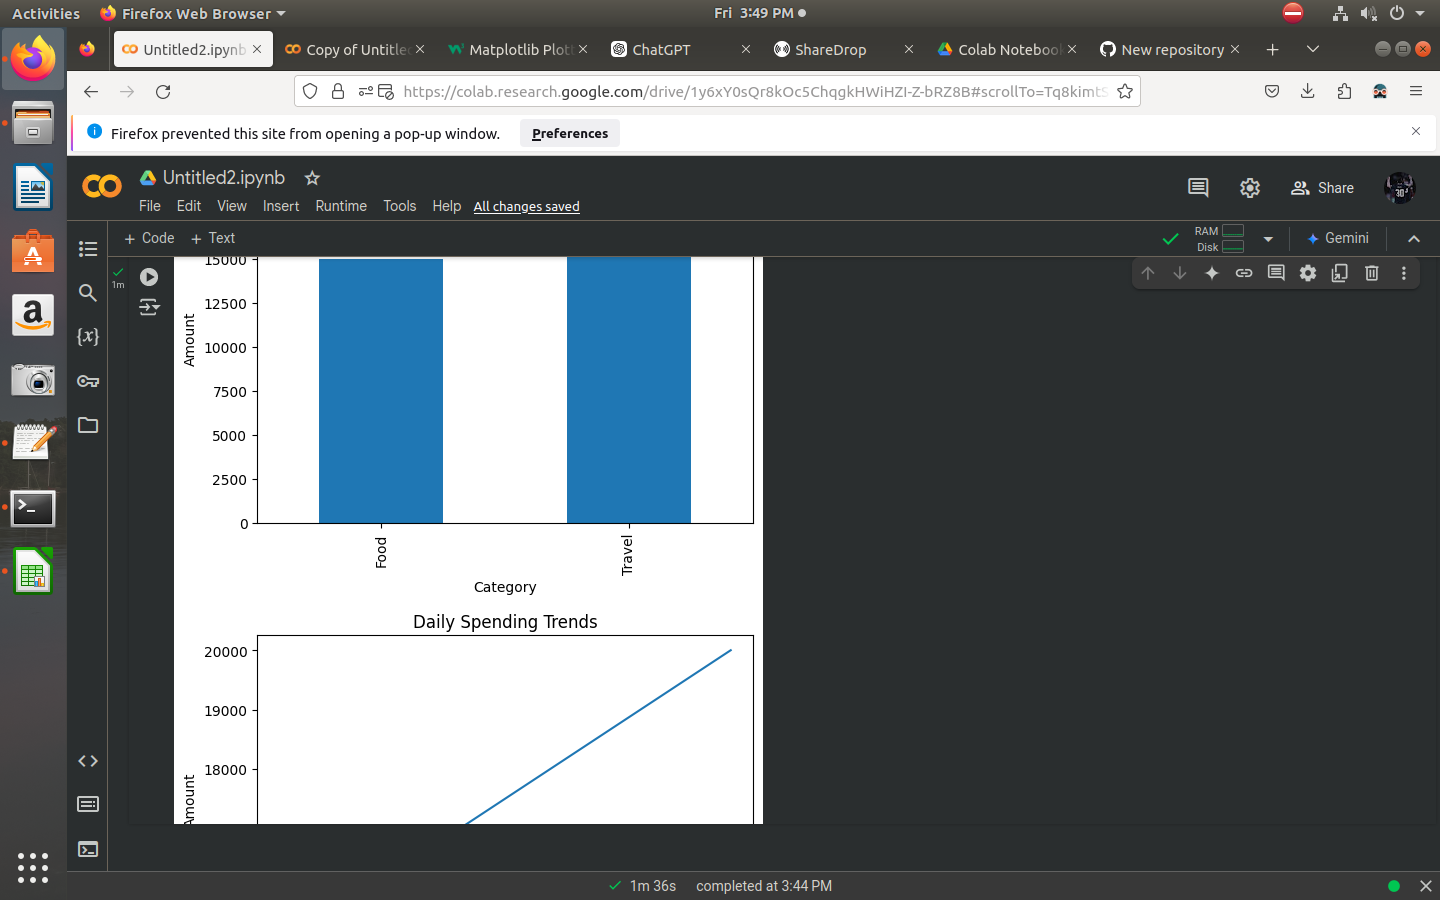 Activities
Firefox Web Browser
Fri 3:49 PM
Untitled2.ipynb
Copy of Untitle
Matplotlib Plot
ChatGPT
ShareDrop
Colab Noteboo
New repository
https://colab.research.google.com/drive/1y6xY0sQr8kOc5ChqgkHWiHZI-Z-bRZ8B#scrollTo=Tq8kimtS
Firefox prevented this site from opening a pop-up window.
Preferences
Untitled2.ipynb
File Edit View Insert Runtime Tools Help All changes saved
Share
+ Code + Text
RAM
Disk
Gemini
1m
{x}
15000
12500
10000
7500
5000
2500
0
Amount
Food
Travel
Category
Daily Spending Trends
20000
19000
18000
Amount
1m 36s completed at 3:44 PM